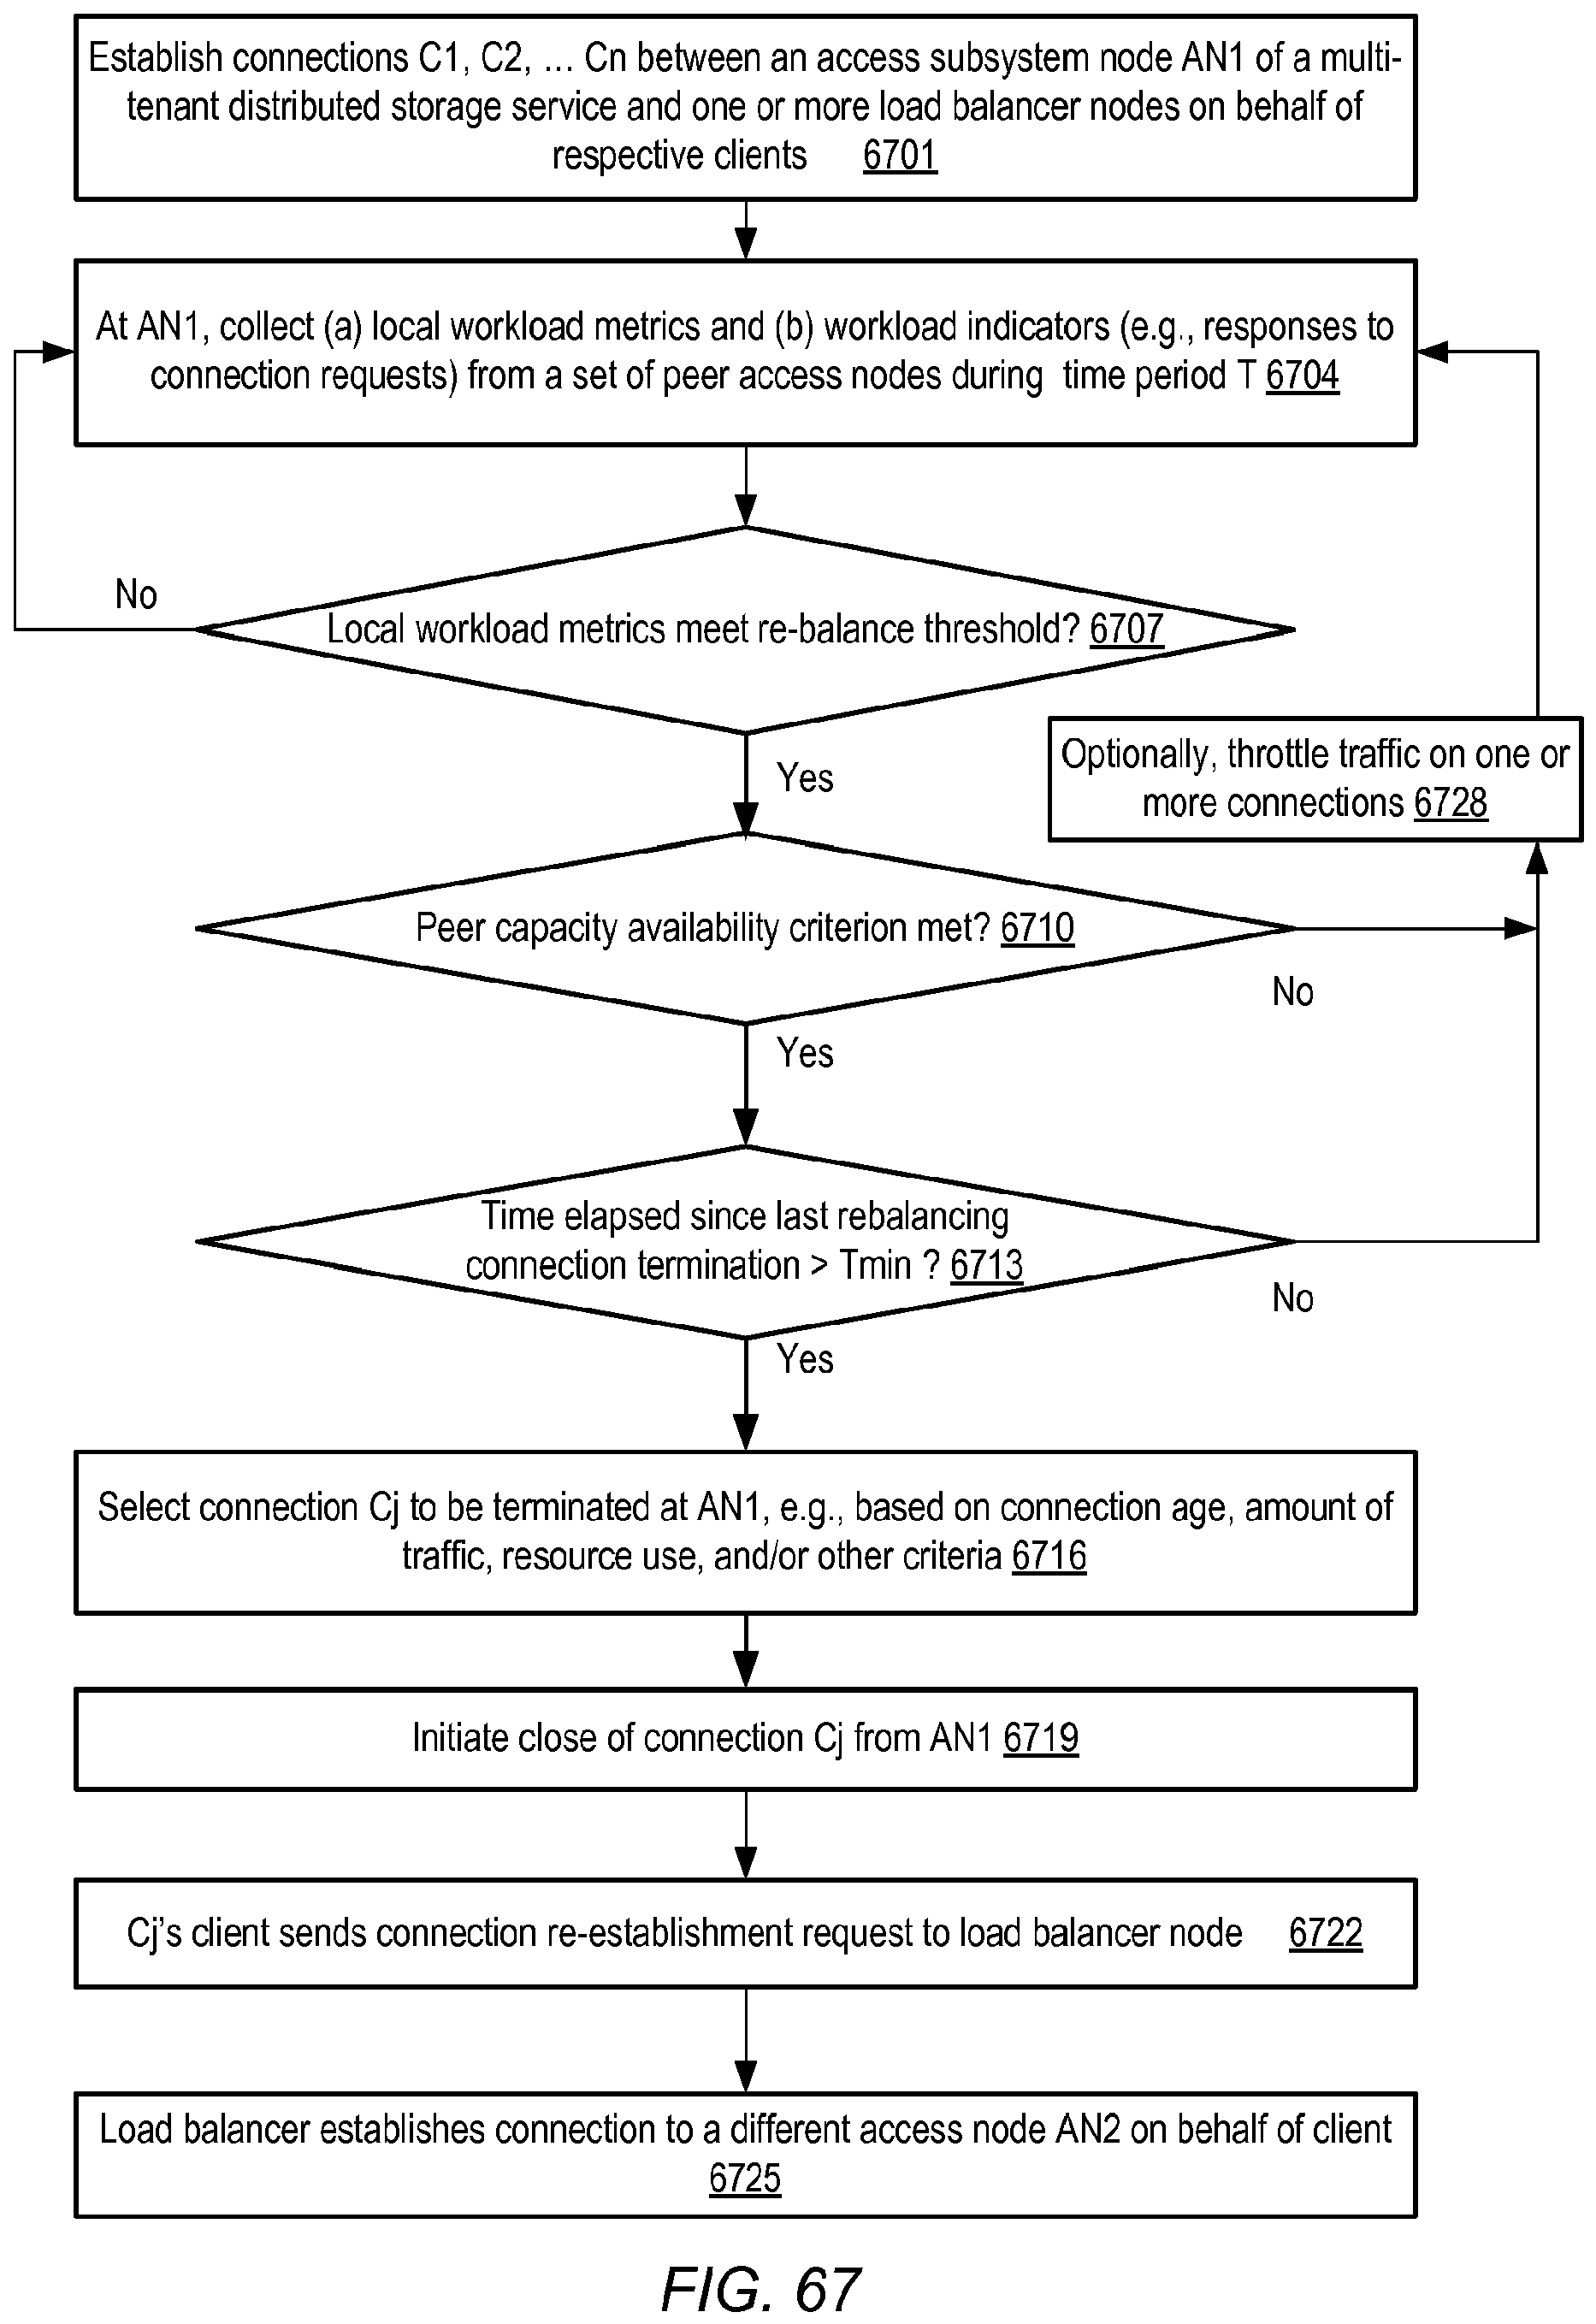 Establish connections C1, C2, … Cn between an access subsystem node AN1 of a multi-
tenant distributed storage service and one or more load balancer nodes on behalf of
respective clients 6701
At AN1, collect (a) local workload metrics and (b) workload indicators (e.g., responses to
connection requests) from a set of peer access nodes during time period T 6704
No
Local workload metrics meet re-balance threshold? 6707
Yes
Optionally, throttle traffic on one or
more connections 6728
Peer capacity availability criterion met? 6710
No
Yes
Time elapsed since last rebalancing
connection termination > Tmin ? 6713
No
Yes
Select connection Cj to be terminated at AN1, e.g., based on connection age, amount of
traffic, resource use, and/or other criteria 6716
Initiate close of connection Cj from AN1 6719
Cj’s client sends connection re-establishment request to load balancer node 6722
Load balancer establishes connection to a different access node AN2 on behalf of client
6725
FIG. 67